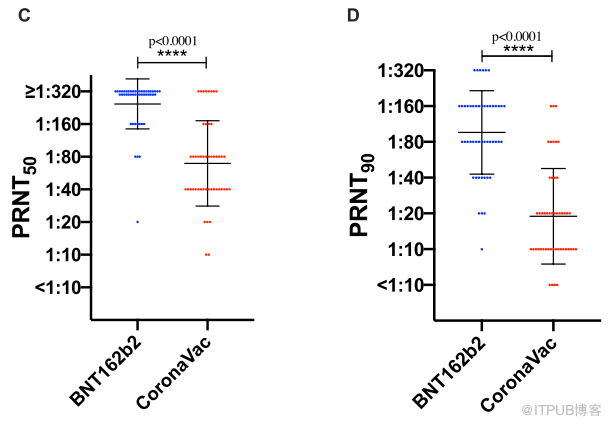 C
p<0.0001
****
≥1:320
1:160
1:80
1:40
1:20
1:10
<1:10
PRNT50
BNT162b2
CoronaVac
D
p<0.0001
****
1:320
1:160
1:80
1:40
1:20
1:10
<1:10
PRNT90
BNT162b2
CoronaVac
@ITPUB博客